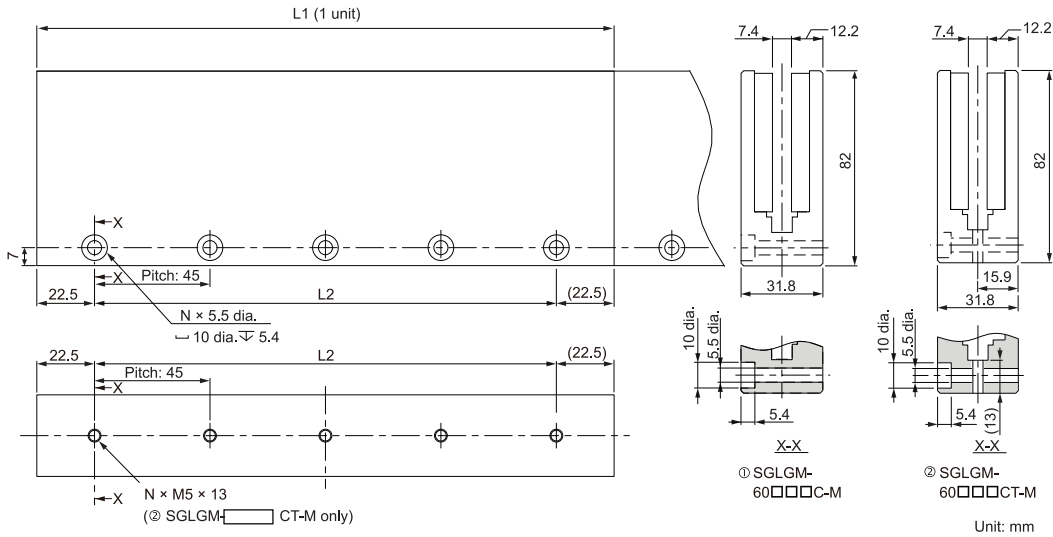 L1 (1 unit)
7.4
12.2
7.4
12.2
82
82
X
7
X
Pitch: 45
22.5
L2
(22.5)
N × 5.5 dia.
⌴ 10 dia. ↧ 5.4
31.8
15.9
31.8
22.5
L2
(22.5)
Pitch: 45
X
10 dia.
5.5 dia.
10 dia.
5.5 dia.
5.4
5.4
(13)
X-X
X-X
X
N × M5 × 13
(② SGLGM-□ CT-M only)
① SGLGM-
60□□□C-M
② SGLGM-
60□□□CT-M
Unit: mm